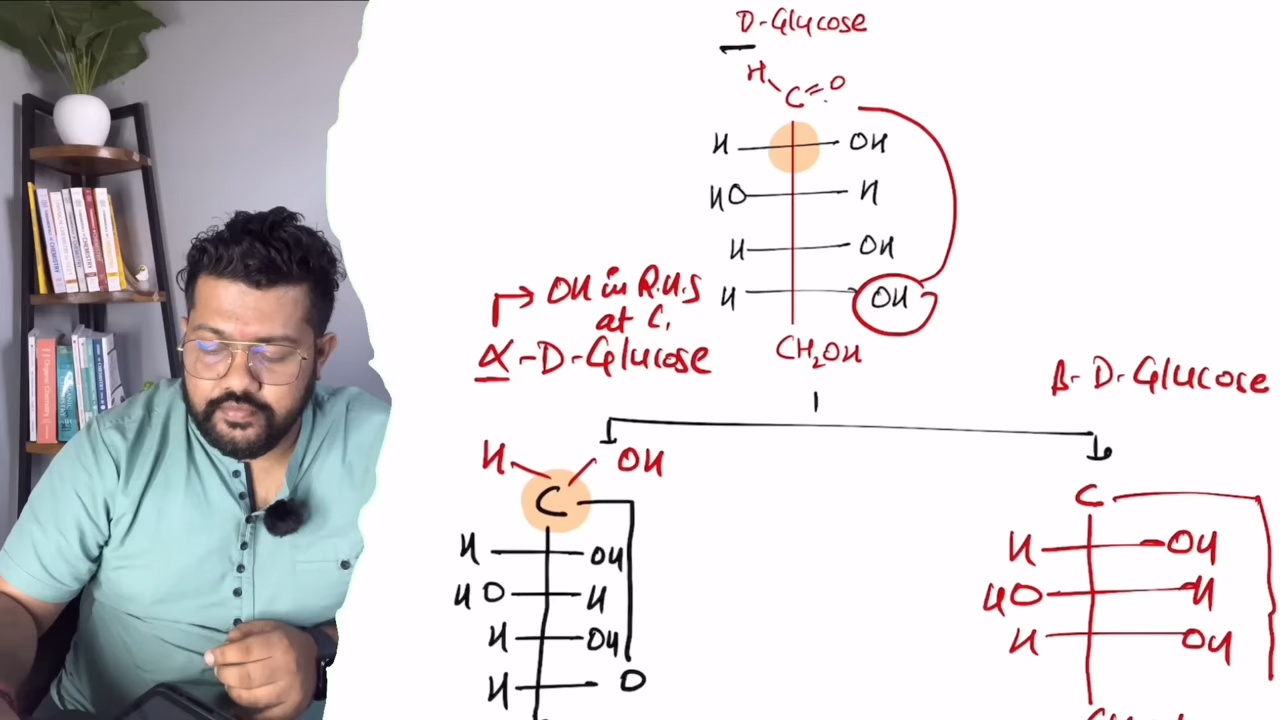 D-Glucose
H C=O
H OH
HO H
H OH
H OH
CH₂OH
OH in R.H.S
at C₁
α-D-Glucose
β-D-Glucose
H OH
C
H OH
HO H
H OH
H O
C
H OH
HO H
H OH